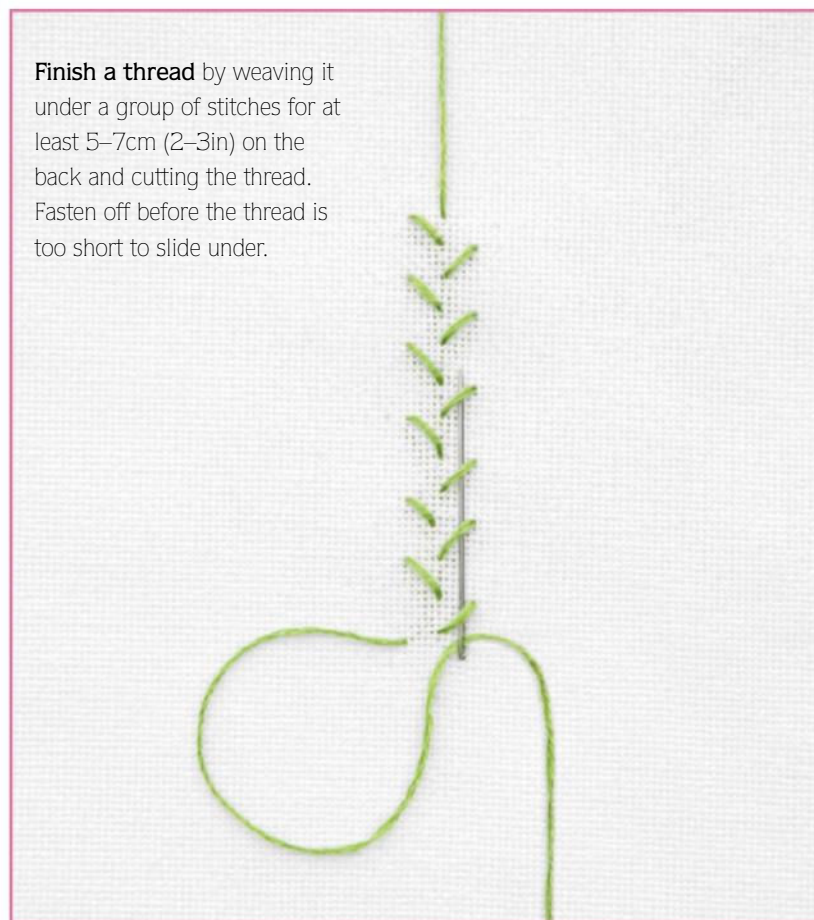 Finish a thread by weaving it
under a group of stitches for at
least 5–7cm (2–3in) on the
back and cutting the thread.
Fasten off before the thread is
too short to slide under.